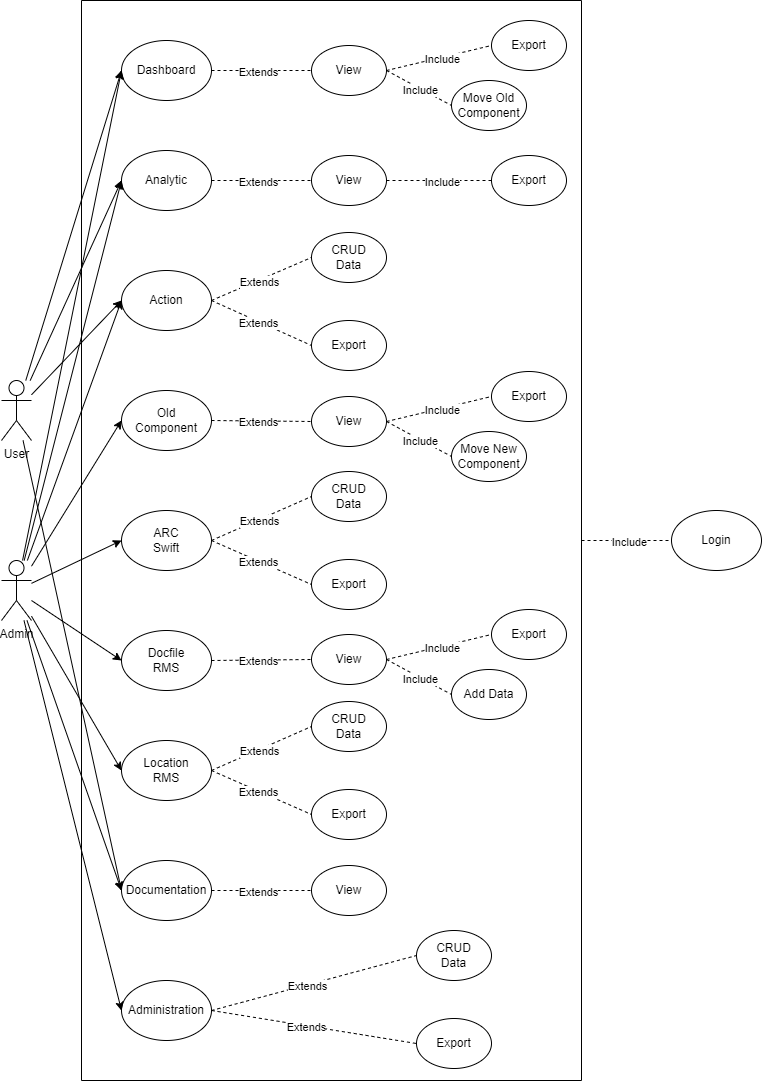 Export
Dashboard
Extends
View
Include
Include
Move Old
Component
Analytic
Extends
View
Include
Export
CRUD
Data
Extends
Action
Extends
Export
Export
Old
Component
Extends
View
Include
Include
Move New
Component
User
CRUD
Data
Extends
ARC
Swift
Include
Login
Extends
Export
Admin
Export
Docfile
RMS
Extends
View
Include
Include
Add Data
CRUD
Data
Extends
Location
RMS
Extends
Export
Documentation
Extends
View
CRUD
Data
Extends
Administration
Extends
Export